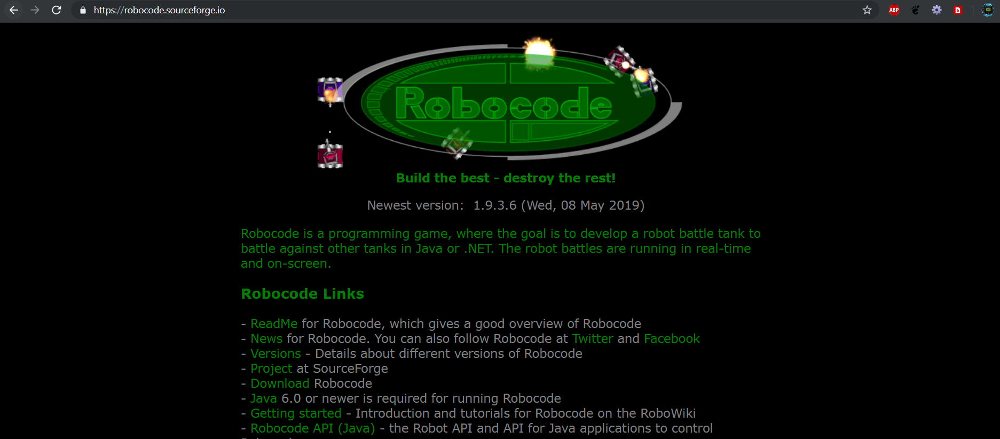 https://robocode.sourceforge.io
ABP
Robocode
Build the best - destroy the rest!
Newest version: 1.9.3.6 (Wed, 08 May 2019)
Robocode is a programming game, where the goal is to develop a robot battle tank to
battle against other tanks in Java or .NET. The robot battles are running in real-time
and on-screen.
Robocode Links
- ReadMe for Robocode, which gives a good overview of Robocode
- News for Robocode. You can also follow Robocode at Twitter and Facebook
- Versions - Details about different versions of Robocode
- Project at SourceForge
- Download Robocode
- Java 6.0 or newer is required for running Robocode
- Getting started - Introduction and tutorials for Robocode on the RoboWiki
- Robocode API (Java) - the Robot API and API for Java applications to control